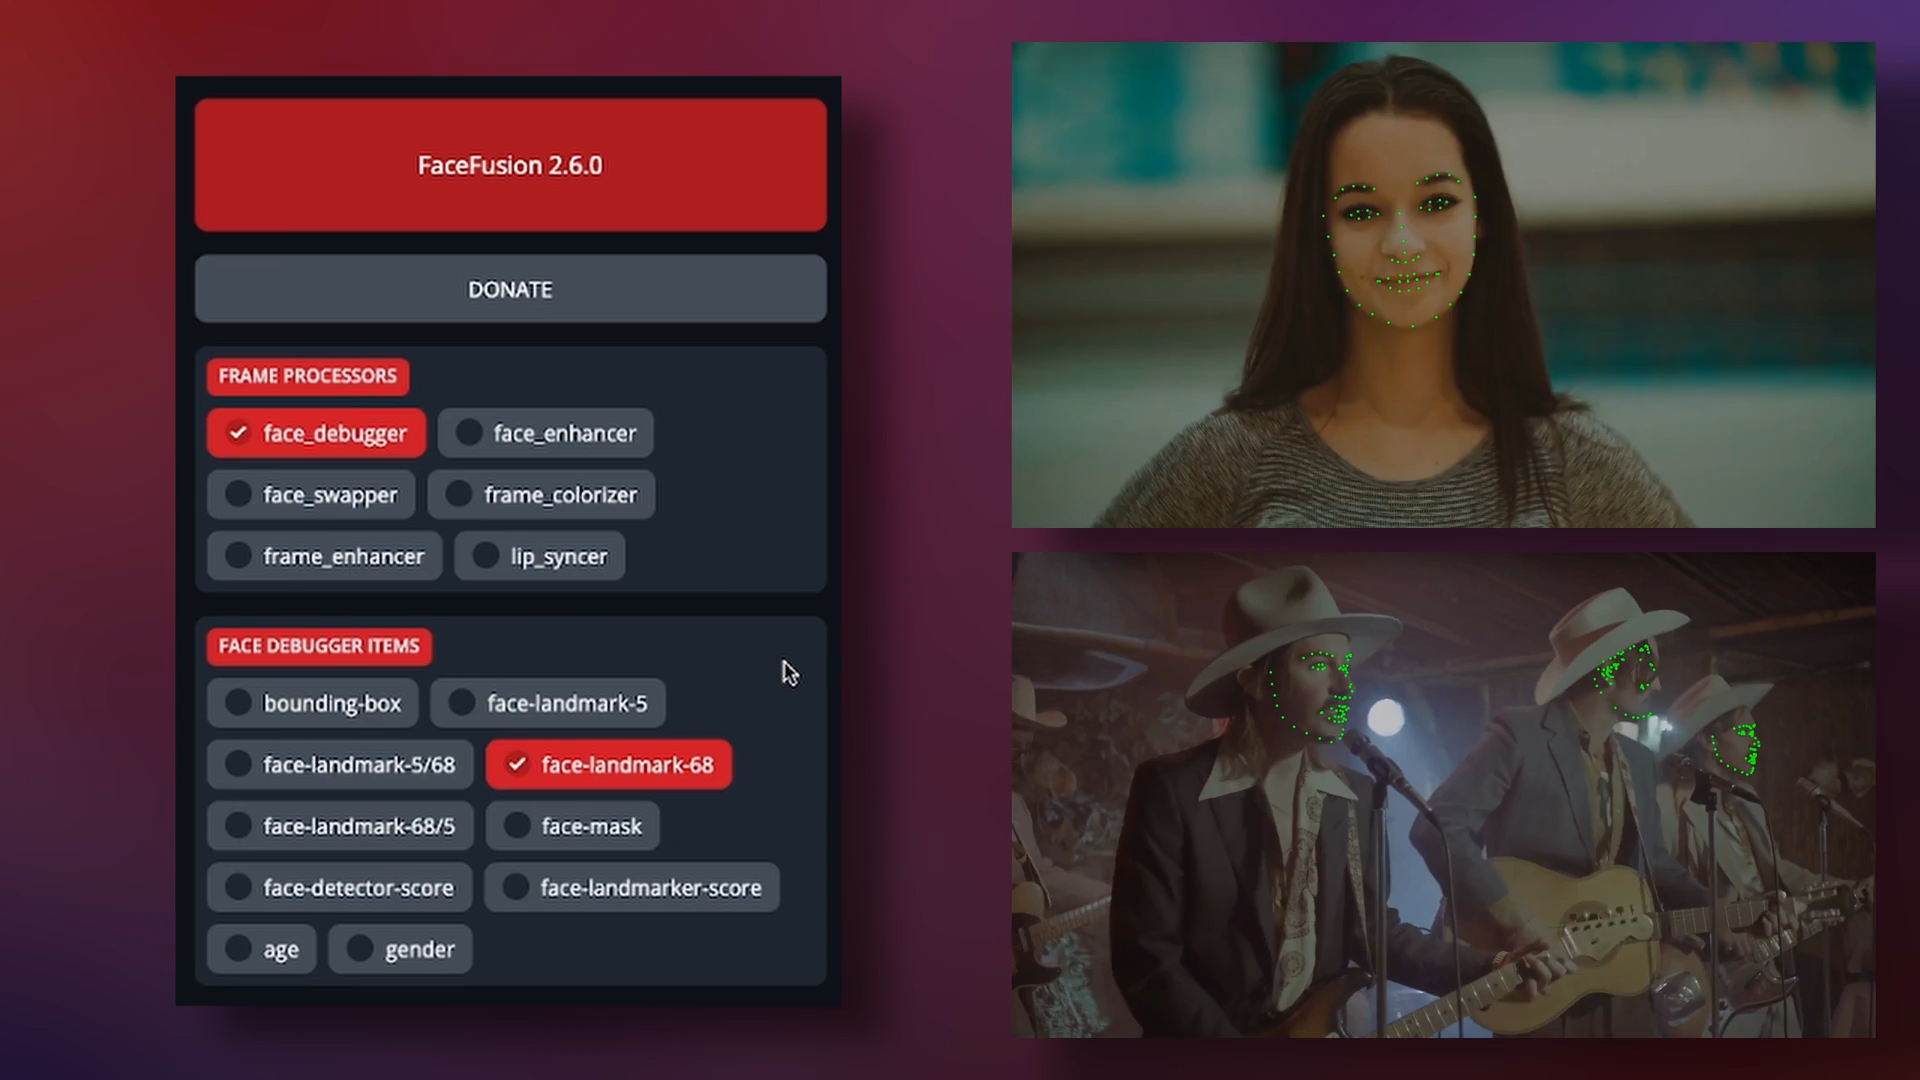 FaceFusion 2.6.0
DONATE
FRAME PROCESSORS
face_debugger face_enhancer
face_swapper frame_colorizer
frame_enhancer lip_syncer
FACE DEBUGGER ITEMS
bounding-box face-landmark-5
face-landmark-5/68 face-landmark-68
face-landmark-68/5 face-mask
face-detector-score face-landmarker-score
age gender